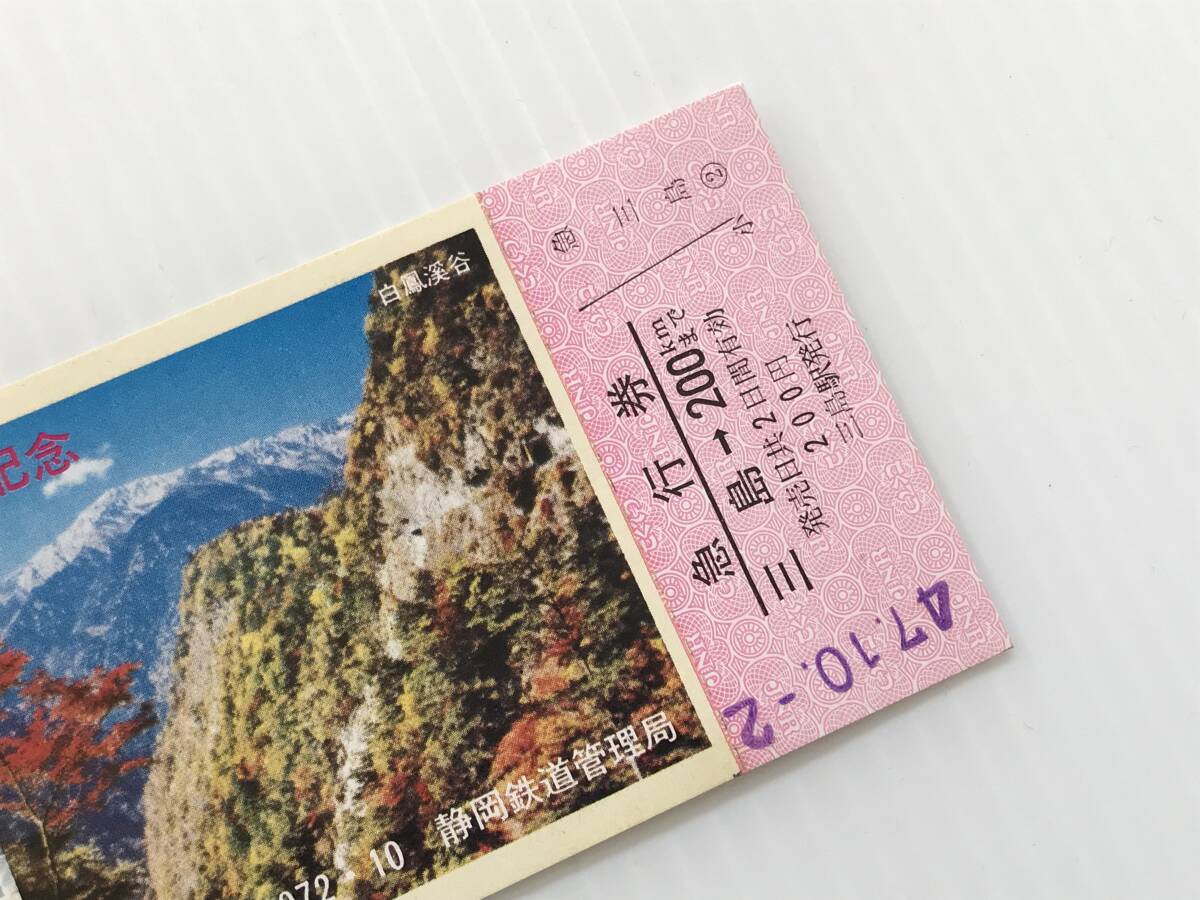 記念
白鳳溪谷
1972・10 静岡鉄道管理局
急 三島 ②
小
急行券
三島→200kmまで
発売日共2日間有効
200円
三島駅発行
47.10.-2